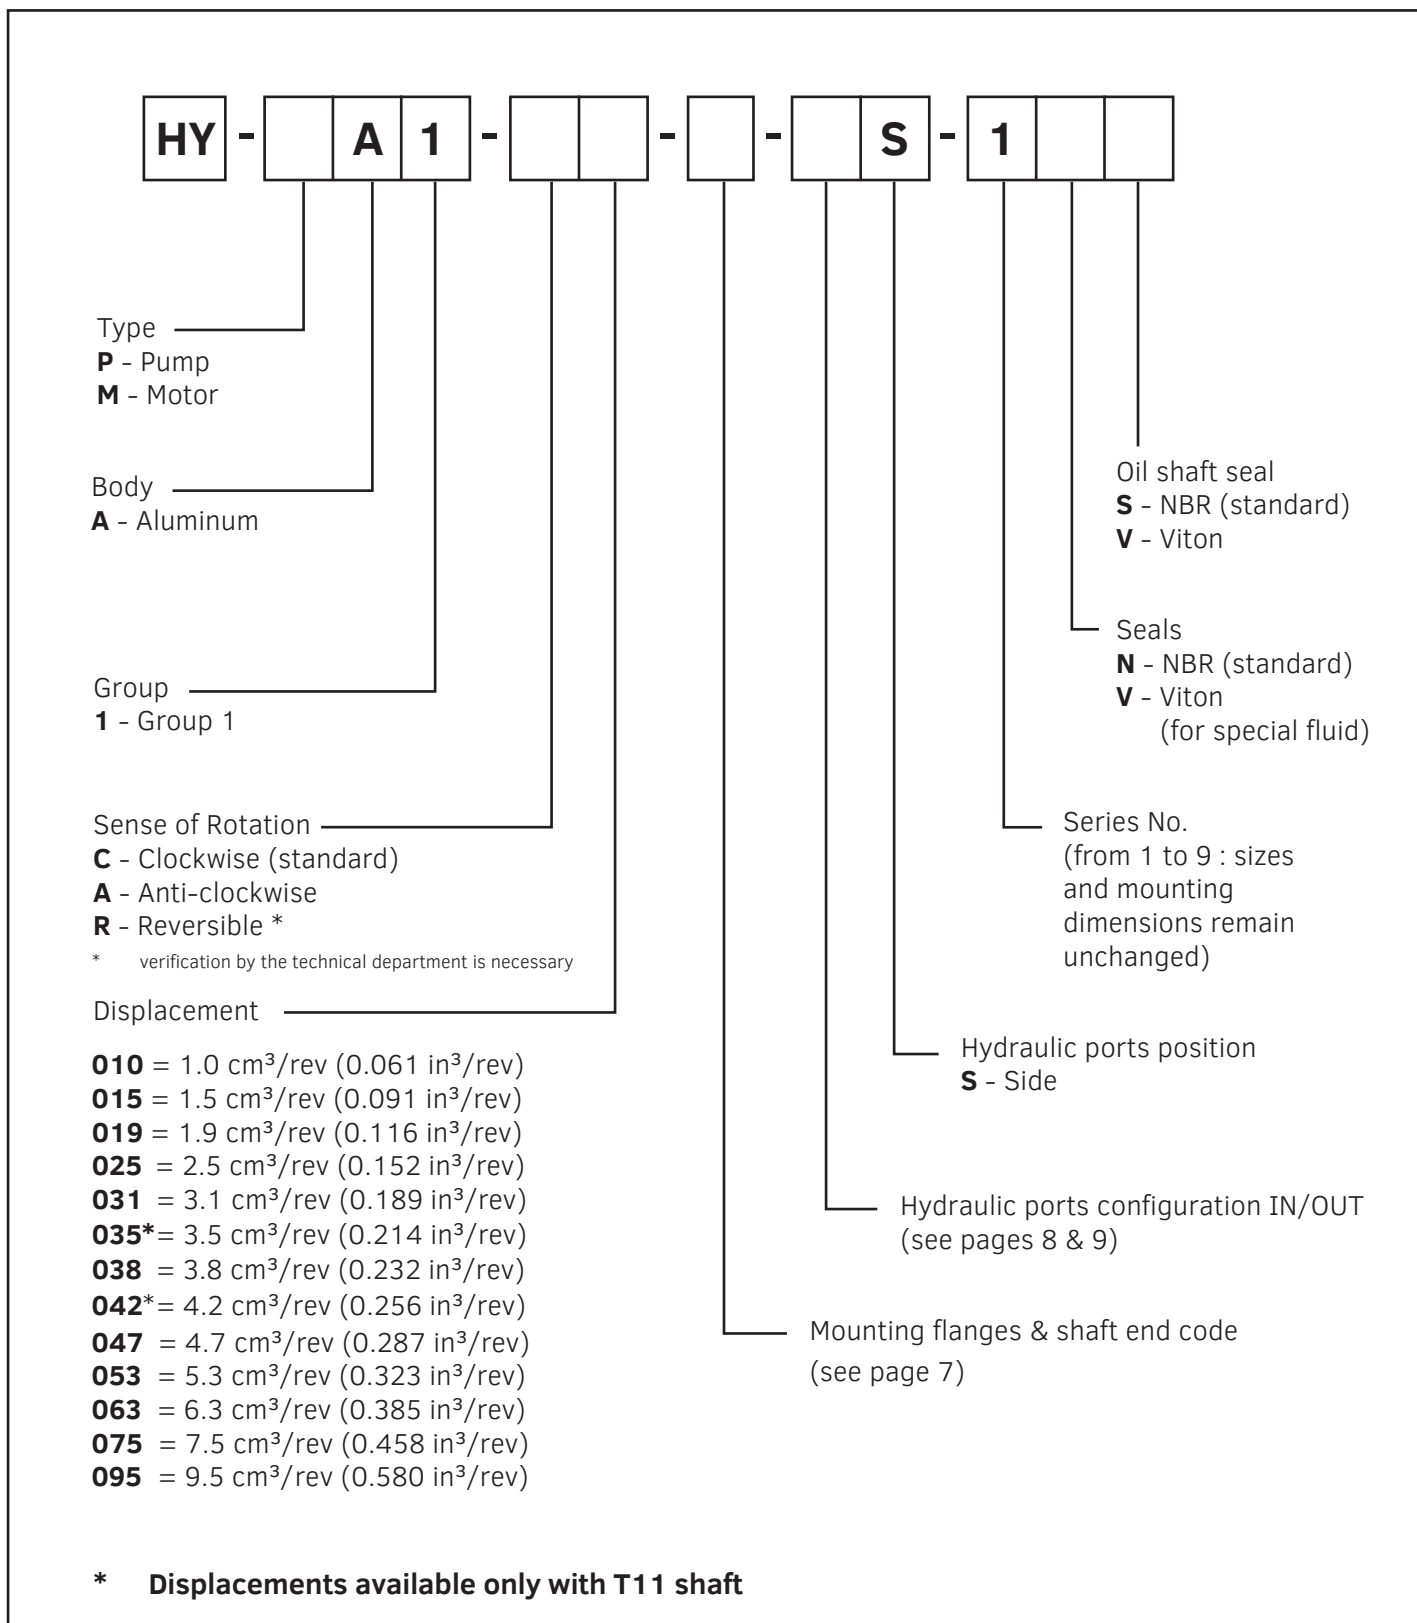 HY - A 1 - - - S - 1
Type
P - Pump
M - Motor
Body
A - Aluminum
Group
1 - Group 1
Sense of Rotation
C - Clockwise (standard)
A - Anti-clockwise
R - Reversible *
* verification by the technical department is necessary
Displacement
010 = 1.0 cm³/rev (0.061 in³/rev)
015 = 1.5 cm³/rev (0.091 in³/rev)
019 = 1.9 cm³/rev (0.116 in³/rev)
025 = 2.5 cm³/rev (0.152 in³/rev)
031 = 3.1 cm³/rev (0.189 in³/rev)
035*= 3.5 cm³/rev (0.214 in³/rev)
038 = 3.8 cm³/rev (0.232 in³/rev)
042*= 4.2 cm³/rev (0.256 in³/rev)
047 = 4.7 cm³/rev (0.287 in³/rev)
053 = 5.3 cm³/rev (0.323 in³/rev)
063 = 6.3 cm³/rev (0.385 in³/rev)
075 = 7.5 cm³/rev (0.458 in³/rev)
095 = 9.5 cm³/rev (0.580 in³/rev)
Oil shaft seal
S - NBR (standard)
V - Viton
Seals
N - NBR (standard)
V - Viton
(for special fluid)
Series No.
(from 1 to 9 : sizes
and mounting
dimensions remain
unchanged)
Hydraulic ports position
S - Side
Hydraulic ports configuration IN/OUT
(see pages 8 & 9)
Mounting flanges & shaft end code
(see page 7)
* Displacements available only with T11 shaft